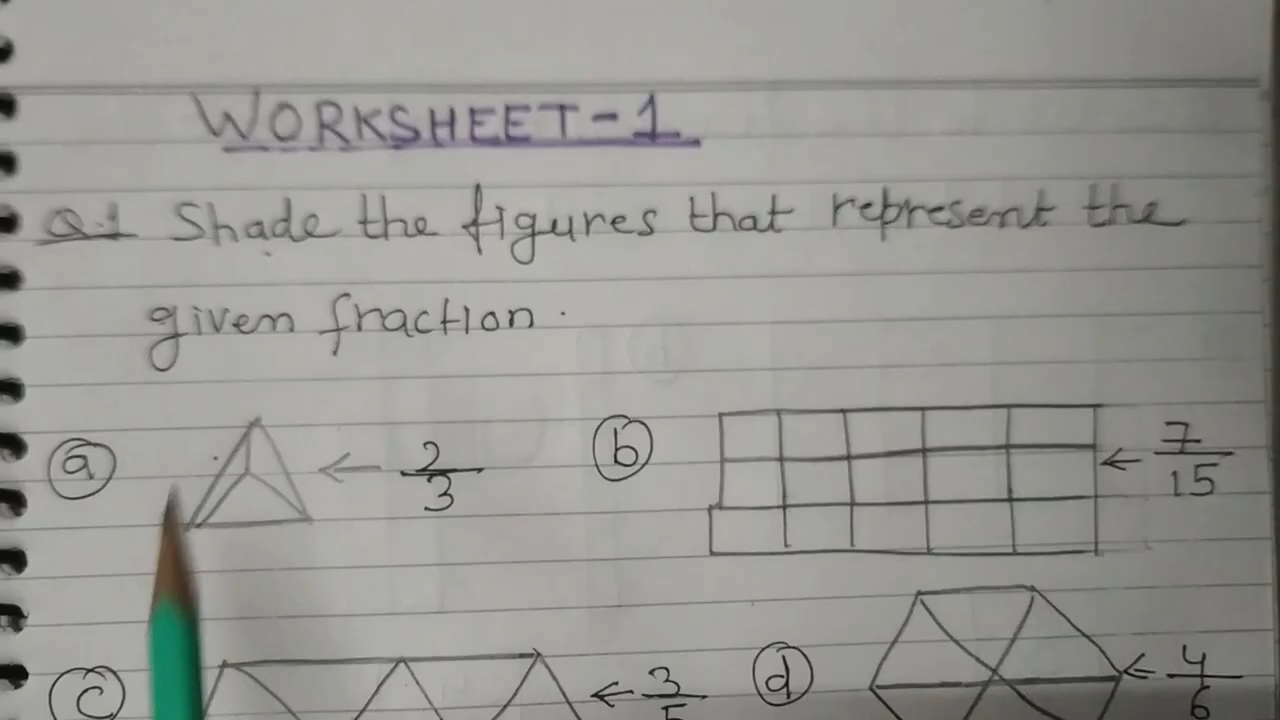 WORKSHEET-1
Q.1 Shade the figures that represent the
given fraction.
a ← 2/3 b ← 7/15
c ← 3/5 d ← 4/6